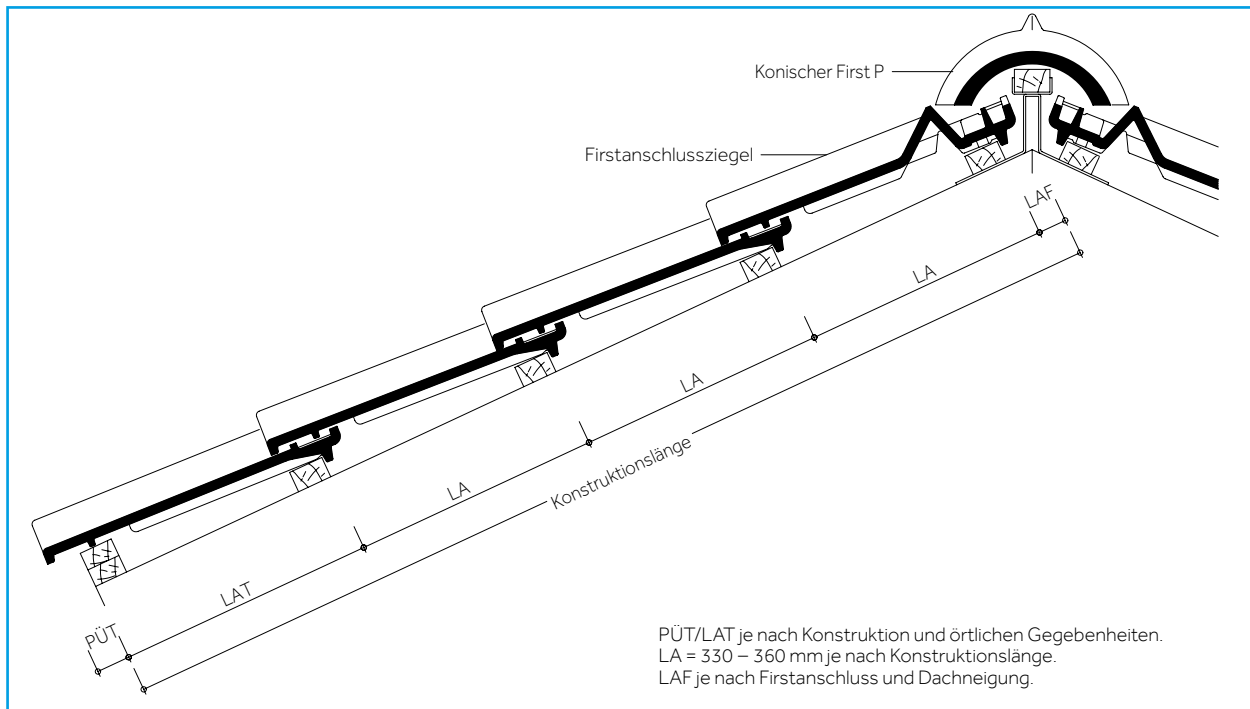 Konischer First P
Firstanschlussziegel
LAF
LA
LA
LA
Konstruktionslänge
LAT
PÜT
PÜT/LAT je nach Konstruktion und örtlichen Gegebenheiten.
LA = 330 – 360 mm je nach Konstruktionslänge.
LAF je nach Firstanschluss und Dachneigung.